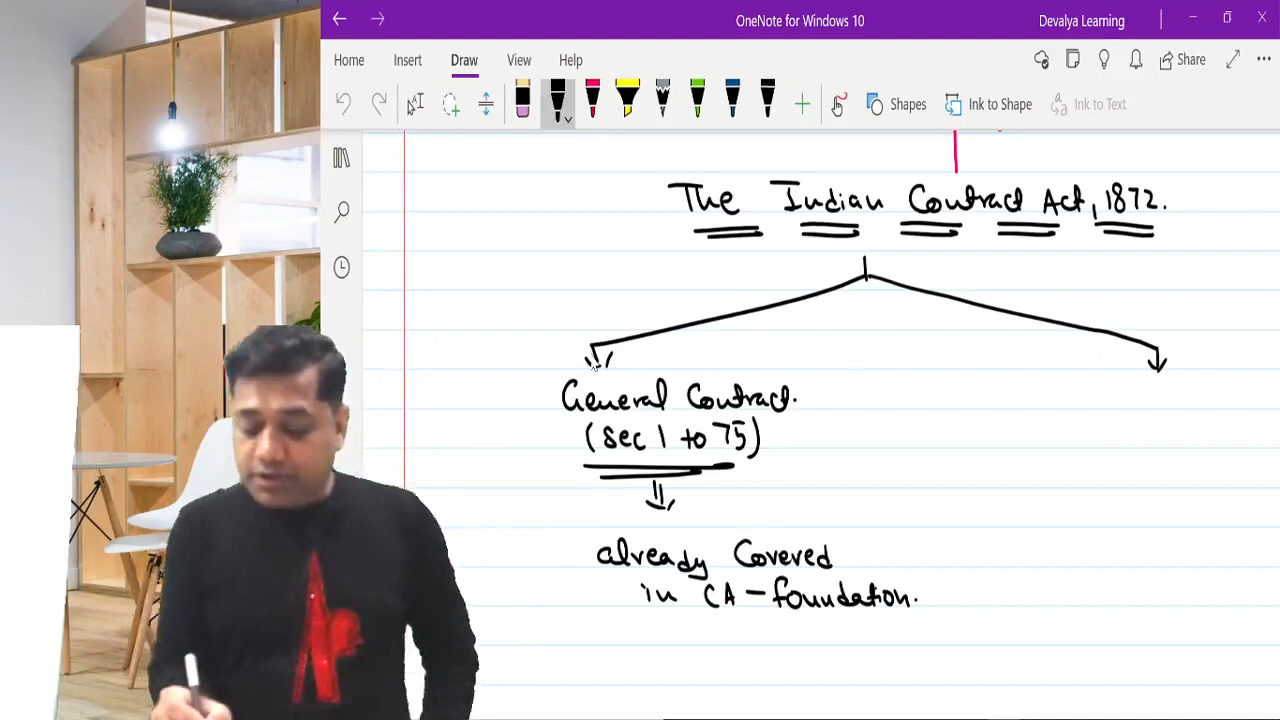 OneNote for Windows 10
Devalya Learning
Home Insert Draw View Help
Share
Shapes Ink to Shape Ink to Text
The Indian Contract Act, 1872.
General Contract.
(Sec 1 to 75)
already Covered
in CA - foundation.